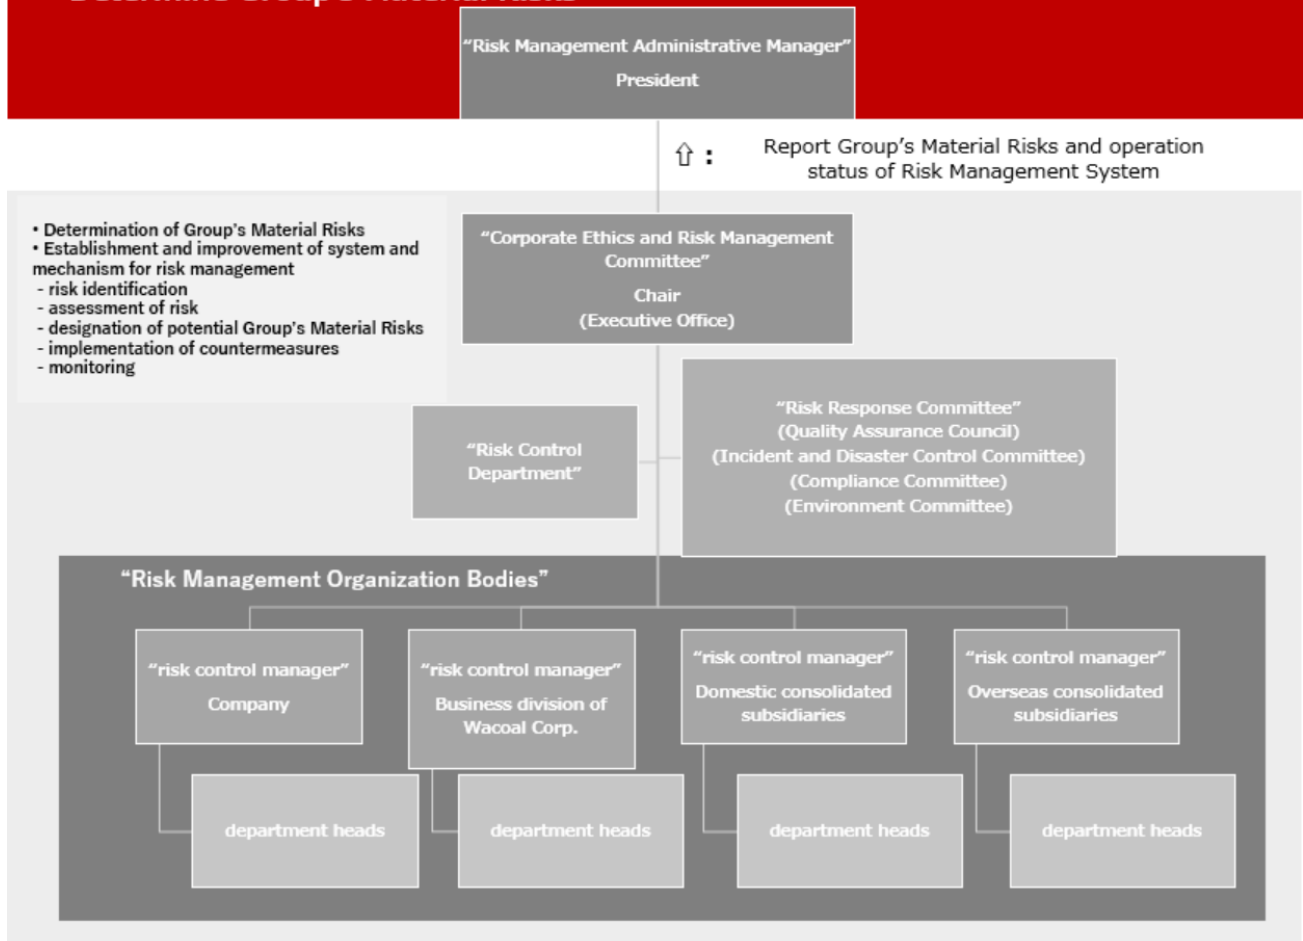 "Risk Management Administrative Manager"
President
⇧ :
Report Group's Material Risks and operation
status of Risk Management System
• Determination of Group's Material Risks
• Establishment and improvement of system and
mechanism for risk management
- risk identification
- assessment of risk
- designation of potential Group's Material Risks
- implementation of countermeasures
- monitoring
"Corporate Ethics and Risk Management
Committee"
Chair
(Executive Office)
"Risk Control
Department"
"Risk Response Committee"
(Quality Assurance Council)
(Incident and Disaster Control Committee)
(Compliance Committee)
(Environment Committee)
"Risk Management Organization Bodies"
"risk control manager"
Company
"risk control manager"
Business division of
Wacoal Corp.
"risk control manager"
Domestic consolidated
subsidiaries
"risk control manager"
Overseas consolidated
subsidiaries
department heads
department heads
department heads
department heads